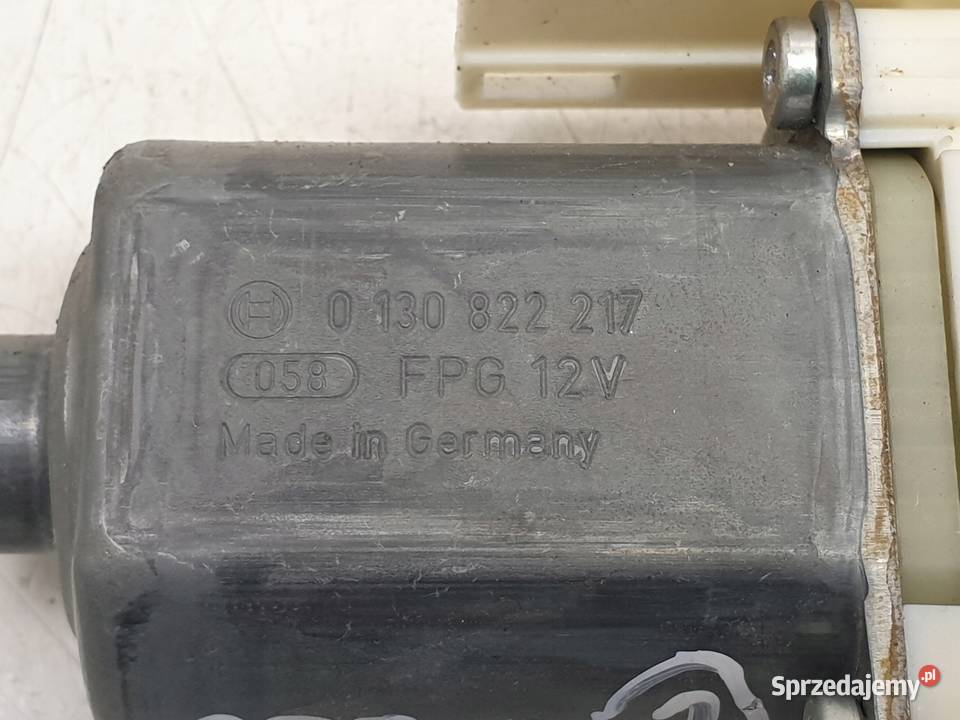 0 130 822 217
058 FPG 12V
Made in Germany
Sprzedajemy.pl